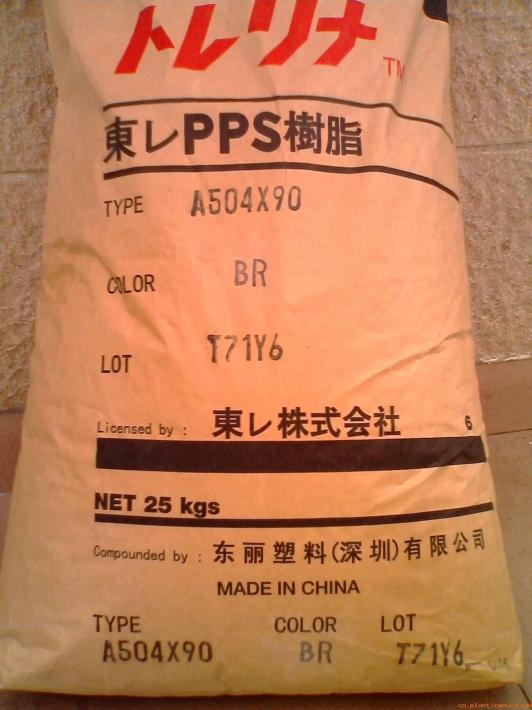 トレリナ TM
東レPPS樹脂
TYPE A504X90
COLOR BR
LOT T71Y6
Licensed by : 東レ株式会社 6
NET 25 kgs
Compounded by : 东丽塑料(深圳)有限公司
MADE IN CHINA
TYPE COLOR LOT
A504X90 BR T71Y6